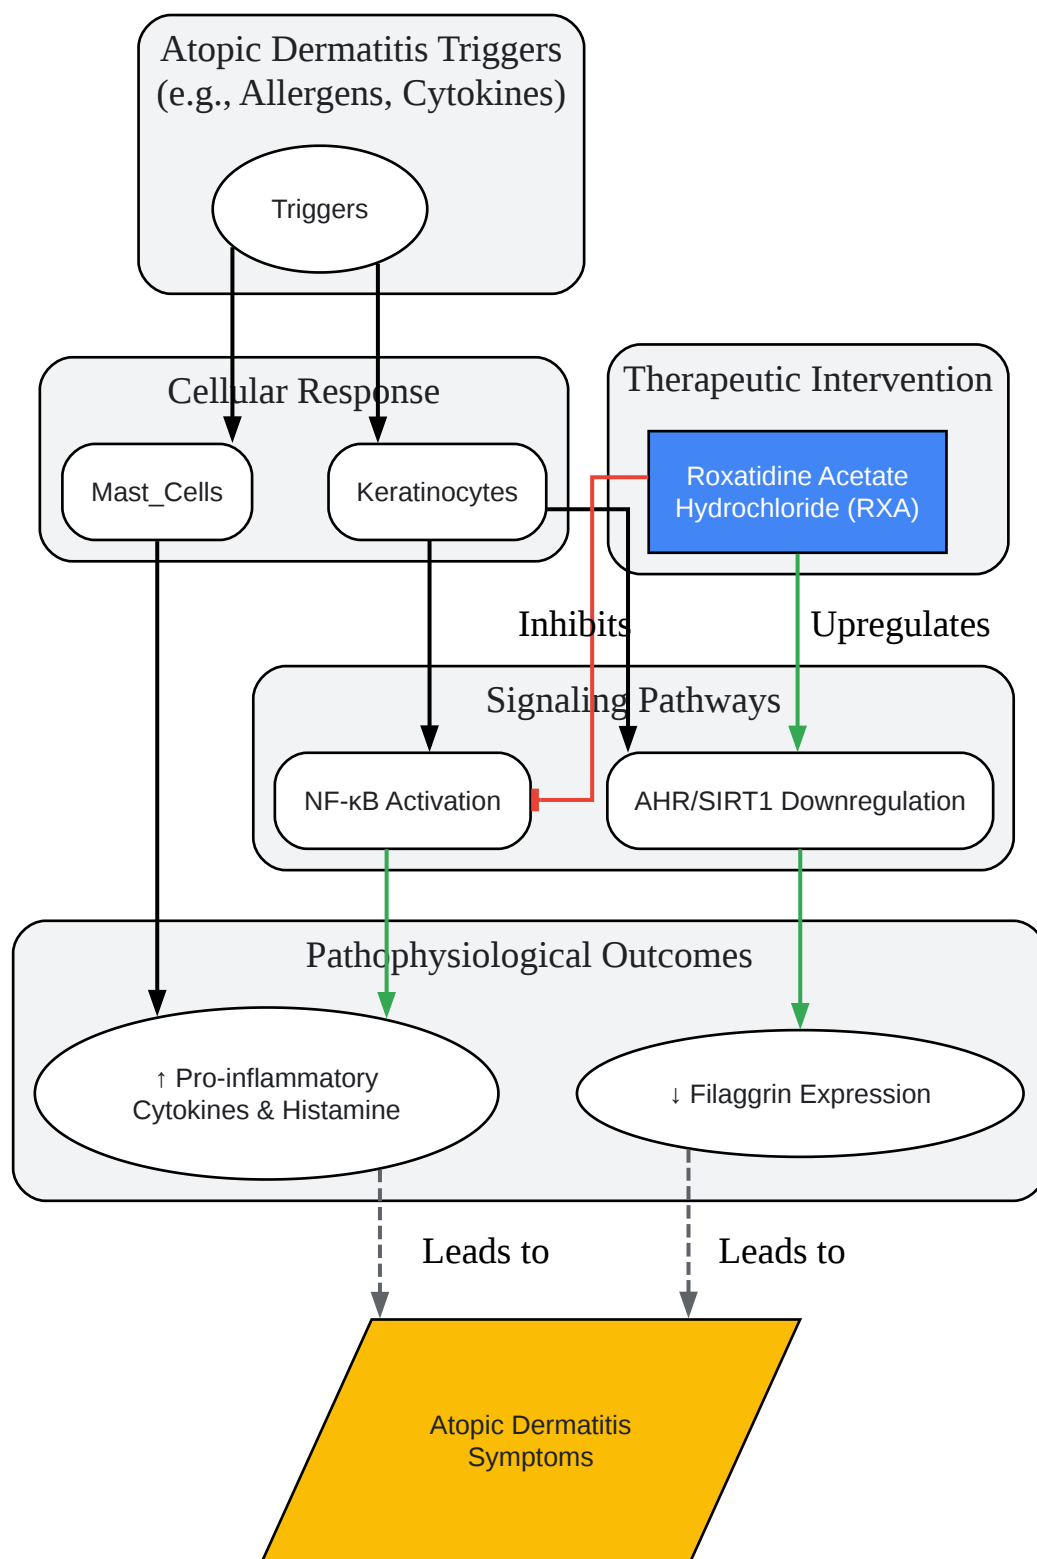 Atopic Dermatitis Triggers
(e.g., Allergens, Cytokines)
Triggers
Cellular Response
Therapeutic Intervention
Mast_Cells
Keratinocytes
Roxatidine Acetate
Hydrochloride (RXA)
Inhibits
Upregulates
Signaling Pathways
NF-κB Activation
AHR/SIRT1 Downregulation
Pathophysiological Outcomes
↑ Pro-inflammatory
Cytokines & Histamine
↓ Filaggrin Expression
Leads to
Leads to
Atopic Dermatitis
Symptoms